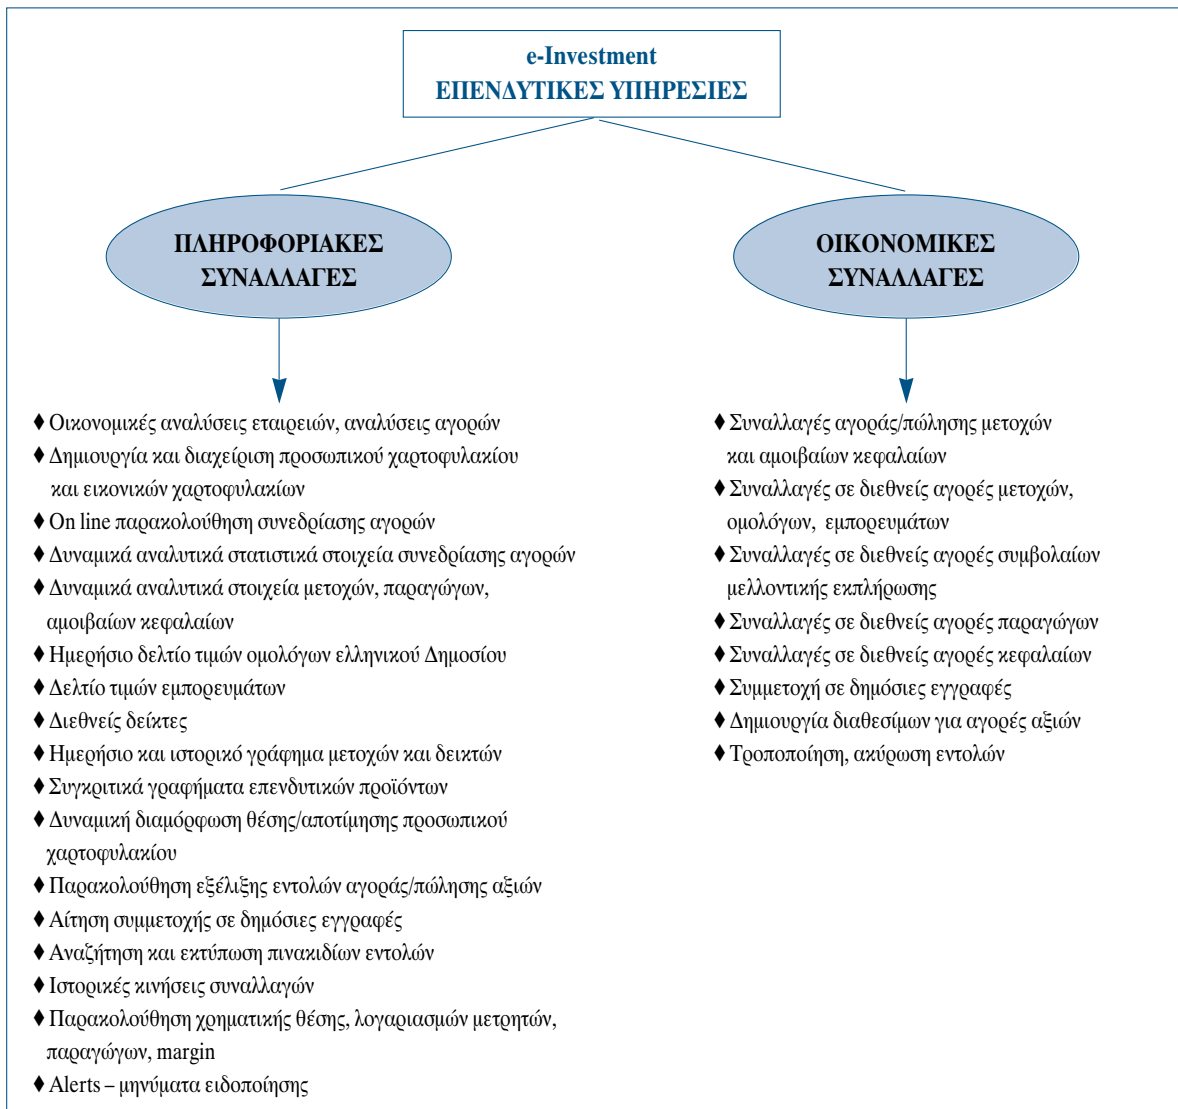 e-Investment
ΕΠΕΝΔΥΤΙΚΕΣ ΥΠΗΡΕΣΙΕΣ
ΠΛΗΡΟΦΟΡΙΑΚΕΣ
ΣΥΝΑΛΛΑΓΕΣ
♦ Οικονομικές αναλύσεις εταιρειών, αναλύσεις αγορών
♦ Δημιουργία και διαχείριση προσωπικού χαρτοφυλακίου
και εικονικών χαρτοφυλακίων
♦ On line παρακολούθηση συνεδρίασης αγορών
♦ Δυναμικά αναλυτικά στατιστικά στοιχεία συνεδρίασης αγορών
♦ Δυναμικά αναλυτικά στοιχεία μετοχών, παραγώγων,
αμοιβαίων κεφαλαίων
♦ Ημερήσιο δελτίο τιμών ομολόγων ελληνικού Δημοσίου
♦ Δελτίο τιμών εμπορευμάτων
♦ Διεθνείς δείκτες
♦ Ημερήσιο και ιστορικό γράφημα μετοχών και δεικτών
♦ Συγκριτικά γραφήματα επενδυτικών προϊόντων
♦ Δυναμική διαμόρφωση θέσης/αποτίμησης προσωπικού
χαρτοφυλακίου
♦ Παρακολούθηση εξέλιξης εντολών αγοράς/πώλησης αξιών
♦ Αίτηση συμμετοχής σε δημόσιες εγγραφές
♦ Αναζήτηση και εκτύπωση πινακιδίων εντολών
♦ Ιστορικές κινήσεις συναλλαγών
♦ Παρακολούθηση χρηματικής θέσης, λογαριασμών μετρητών,
παραγώγων, margin
♦ Alerts – μηνύματα ειδοποίησης
ΟΙΚΟΝΟΜΙΚΕΣ
ΣΥΝΑΛΛΑΓΕΣ
♦ Συναλλαγές αγοράς/πώλησης μετοχών
και αμοιβαίων κεφαλαίων
♦ Συναλλαγές σε διεθνείς αγορές μετοχών,
ομολόγων, εμπορευμάτων
♦ Συναλλαγές σε διεθνείς αγορές συμβολαίων
μελλοντικής εκπλήρωσης
♦ Συναλλαγές σε διεθνείς αγορές παραγώγων
♦ Συναλλαγές σε διεθνείς αγορές κεφαλαίων
♦ Συμμετοχή σε δημόσιες εγγραφές
♦ Δημιουργία διαθεσίμων για αγορές αξιών
♦ Τροποποίηση, ακύρωση εντολών